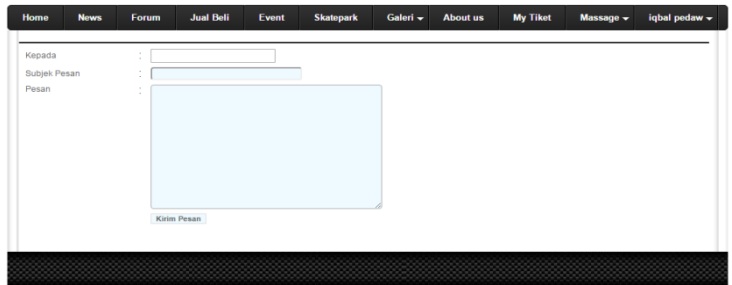 Home News Forum Jual Beli Event Skatepark Galeri About us My Tiket Massage iqbal pedaw
Kepada :
Subjek Pesan :
Pesan :
Kirim Pesan